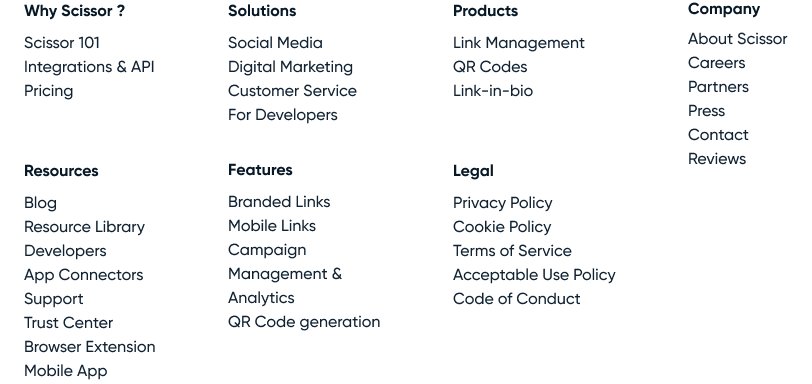 Why Scissor ?
Scissor 101
Integrations & API
Pricing
Solutions
Social Media
Digital Marketing
Customer Service
For Developers
Products
Link Management
QR Codes
Link-in-bio
Company
About Scissor
Careers
Partners
Press
Contact
Reviews
Resources
Blog
Resource Library
Developers
App Connectors
Support
Trust Center
Browser Extension
Mobile App
Features
Branded Links
Mobile Links
Campaign
Management &
Analytics
QR Code generation
Legal
Privacy Policy
Cookie Policy
Terms of Service
Acceptable Use Policy
Code of Conduct